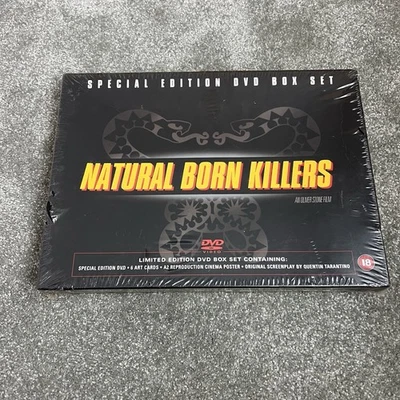 SPECIAL EDITION DVD BOX SET
NATURAL BORN KILLERS
AN OLIVER STONE FILM
DVD
VIDEO
LIMITED EDITION DVD BOX SET CONTAINING:
SPECIAL EDITION DVD • 6 ART CARDS • A2 REPRODUCTION CINEMA POSTER • ORIGINAL SCREENPLAY BY QUENTIN TARANTINO
18